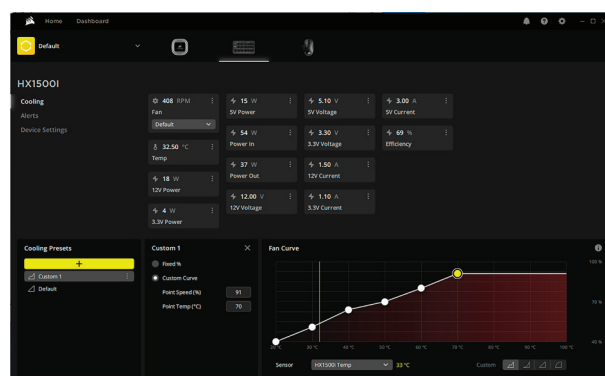 Home Dashboard
Default
HX1500I
Cooling
Alerts
Device Settings
408 RPM
Fan
Default
32.50 °C
Temp
18 W
12V Power
4 W
3.3V Power
15 W
5V Power
54 W
Power In
37 W
Power Out
12.00 V
12V Voltage
5.10 V
5V Voltage
3.30 V
3.3V Voltage
1.50 A
12V Current
1.10 A
3.3V Current
3.00 A
5V Current
69 %
Efficiency
Cooling Presets
+
Custom 1
Default
Custom 1
Fixed %
Custom Curve
Point Speed (%) 91
Point Temp (°C) 70
Fan Curve
100 %
70 %
40 %
20 °C 30 °C 40 °C 50 °C 60 °C 70 °C 80 °C 90 °C 100 °C
Sensor HX1500i Temp 33 °C Custom